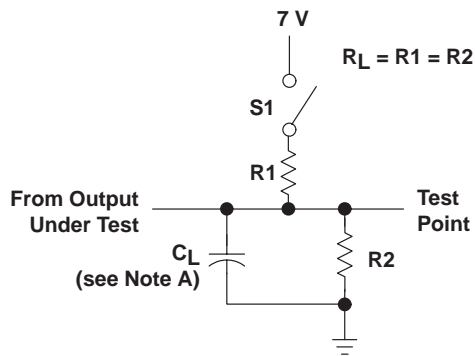 7 V
RL = R1 = R2
S1
R1
From Output
Under Test
Test
Point
CL
(see Note A)
R2